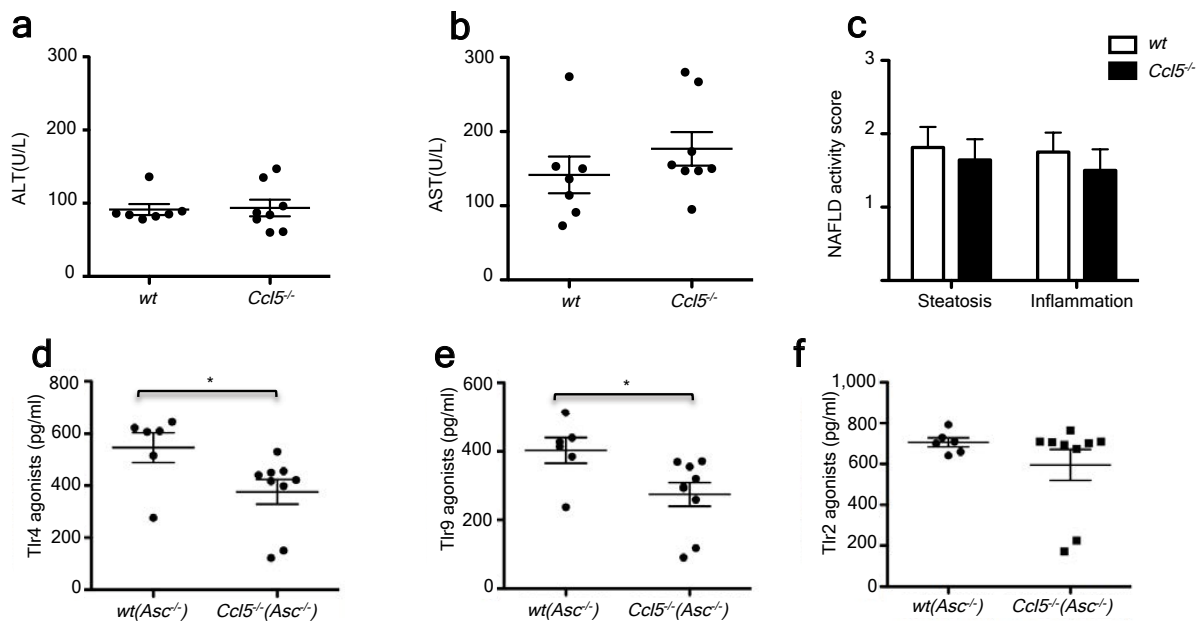 a
ALT(U/L)
300
200
100
0
wt
Ccl5-/-
b
AST(U/L)
300
200
100
0
wt
Ccl5-/-
c
wt
Ccl5-/-
NAFLD activity score
3
2
1
Steatosis
Inflammation
d
Tlr4 agonists (pg/ml)
800
600
400
200
0
*
wt(Asc-/-)
Ccl5-/-(Asc-/-)
e
Tlr9 agonists (pg/ml)
600
400
200
0
*
wt(Asc-/-)
Ccl5-/-(Asc-/-)
f
Tlr2 agonists (pg/ml)
1,000
800
600
400
200
0
wt(Asc-/-)
Ccl5-/-(Asc-/-)